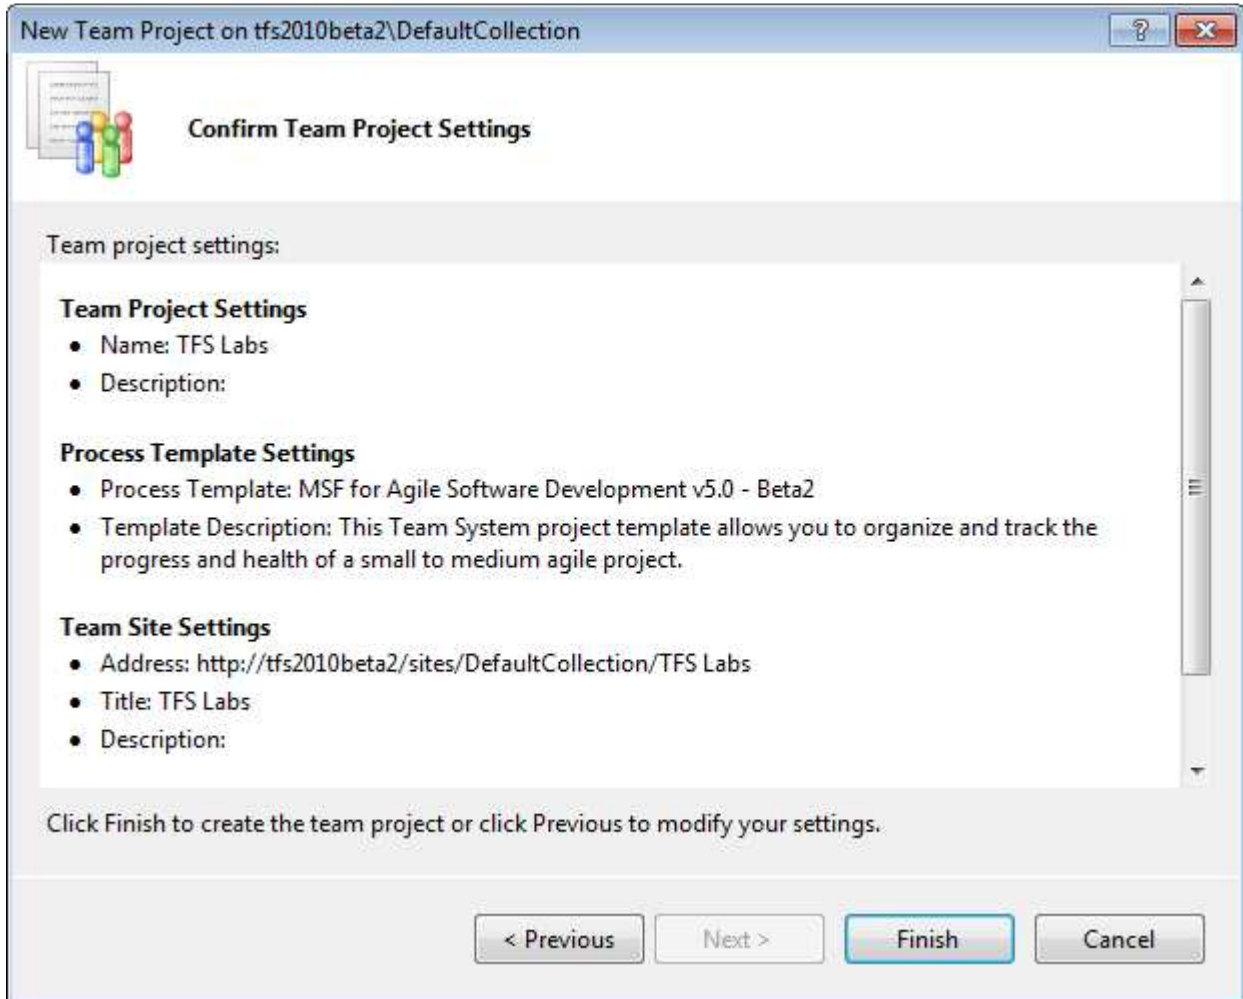 New Team Project on tfs2010beta2\DefaultCollection
Confirm Team Project Settings
Team project settings:
Team Project Settings
• Name: TFS Labs
• Description:
Process Template Settings
• Process Template: MSF for Agile Software Development v5.0 - Beta2
• Template Description: This Team System project template allows you to organize and track the
progress and health of a small to medium agile project.
Team Site Settings
• Address: http://tfs2010beta2/sites/DefaultCollection/TFS Labs
• Title: TFS Labs
• Description:
Click Finish to create the team project or click Previous to modify your settings.
< Previous
Next >
Finish
Cancel